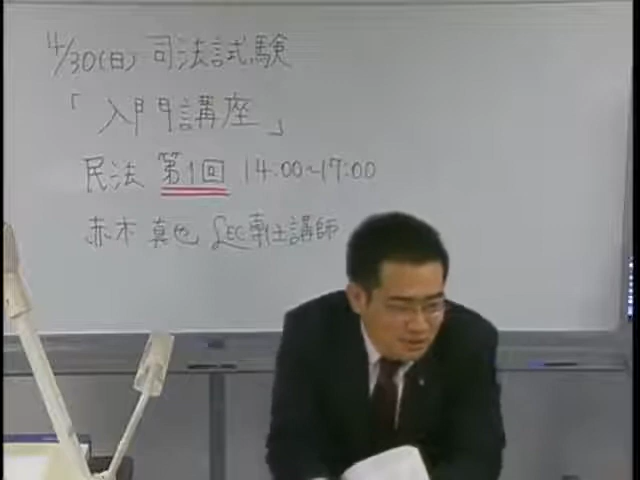 4/30(日) 司法試験
「入門講座」
民法 第1回 14:00~17:00
赤木 真也 LEC専任講師